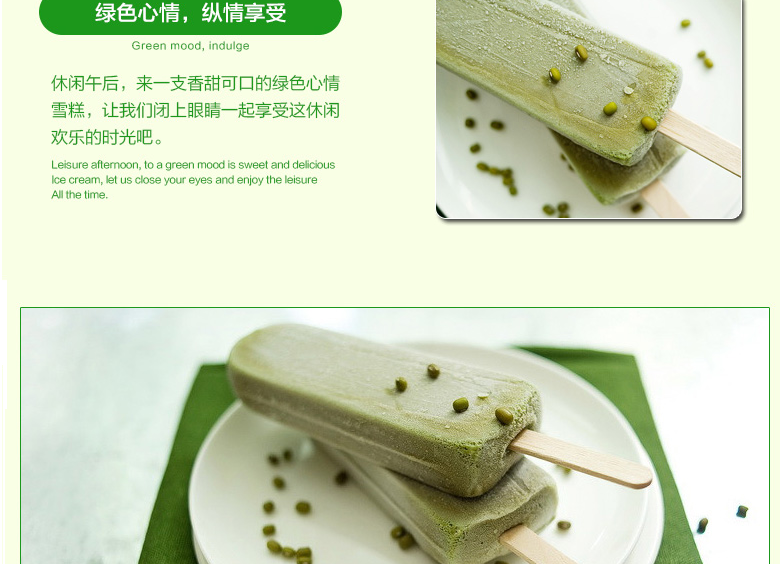 绿色心情，纵情享受
Green mood, indulge
休闲午后，来一支香甜可口的绿色心情
雪糕，让我们闭上眼睛一起享受这休闲
欢乐的时光吧。
Leisure afternoon, to a green mood is sweet and delicious
Ice cream, let us close your eyes and enjoy the leisure
All the time.